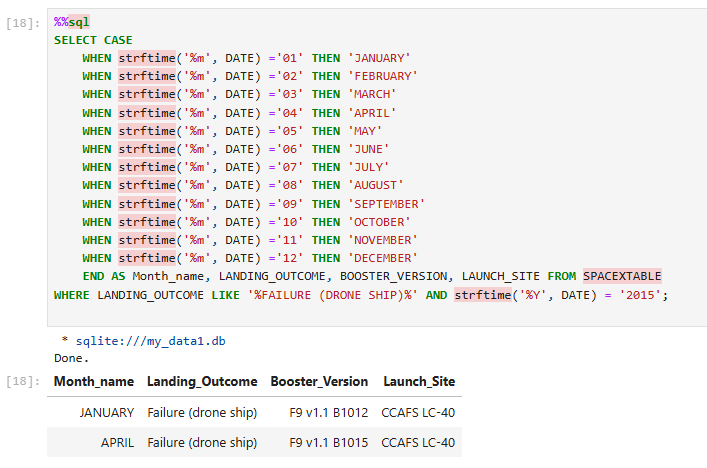 [18]: %%sql
SELECT CASE
WHEN strftime('%m', DATE) ='01' THEN 'JANUARY'
WHEN strftime('%m', DATE) ='02' THEN 'FEBRUARY'
WHEN strftime('%m', DATE) ='03' THEN 'MARCH'
WHEN strftime('%m', DATE) ='04' THEN 'APRIL'
WHEN strftime('%m', DATE) ='05' THEN 'MAY'
WHEN strftime('%m', DATE) ='06' THEN 'JUNE'
WHEN strftime('%m', DATE) ='07' THEN 'JULY'
WHEN strftime('%m', DATE) ='08' THEN 'AUGUST'
WHEN strftime('%m', DATE) ='09' THEN 'SEPTEMBER'
WHEN strftime('%m', DATE) ='10' THEN 'OCTOBER'
WHEN strftime('%m', DATE) ='11' THEN 'NOVEMBER'
WHEN strftime('%m', DATE) ='12' THEN 'DECEMBER'
END AS Month_name, LANDING_OUTCOME, BOOSTER_VERSION, LAUNCH_SITE FROM SPACEXTABLE
WHERE LANDING_OUTCOME LIKE '%FAILURE (DRONE SHIP)%' AND strftime('%Y', DATE) = '2015';
* sqlite:///my_data1.db
Done.
[18]: Month_name Landing_Outcome Booster_Version Launch_Site
JANUARY Failure (drone ship) F9 v1.1 B1012 CCAFS LC-40
APRIL Failure (drone ship) F9 v1.1 B1015 CCAFS LC-40